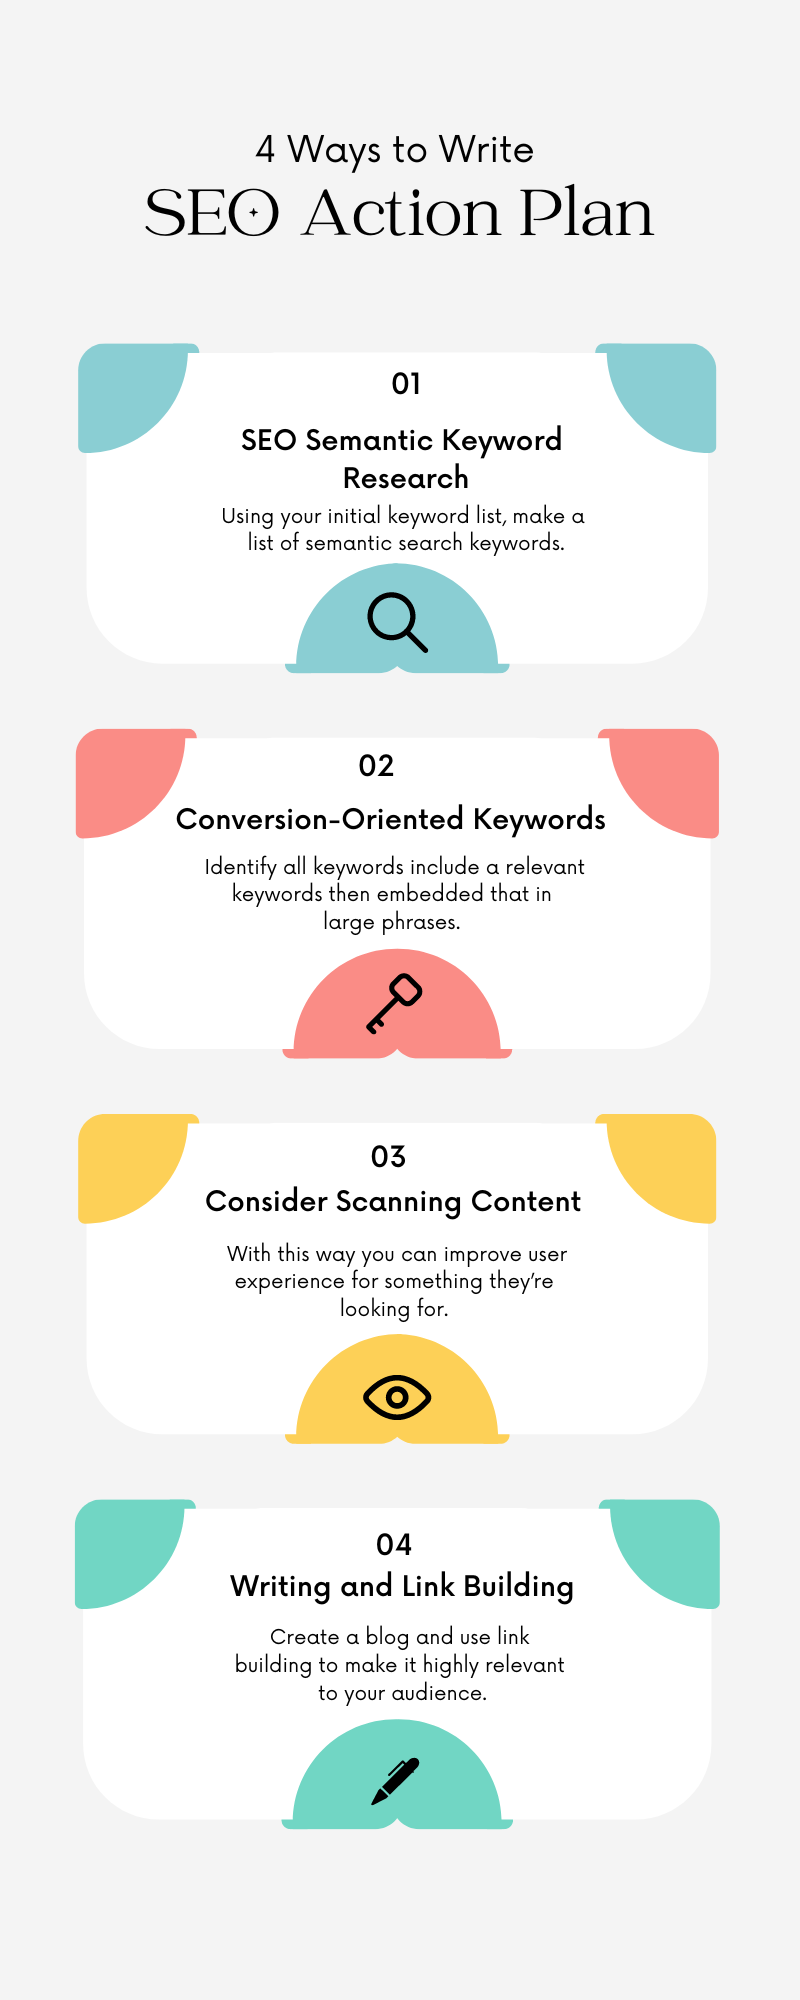 4 Ways to Write
SEO Action Plan
01
SEO Semantic Keyword
Research
Using your initial keyword list, make a
list of semantic search keywords.
02
Conversion-Oriented Keywords
Identify all keywords include a relevant
keywords then embedded that in
large phrases.
03
Consider Scanning Content
With this way you can improve user
experience for something they're
looking for.
04
Writing and Link Building
Create a blog and use link
building to make it highly relevant
to your audience.